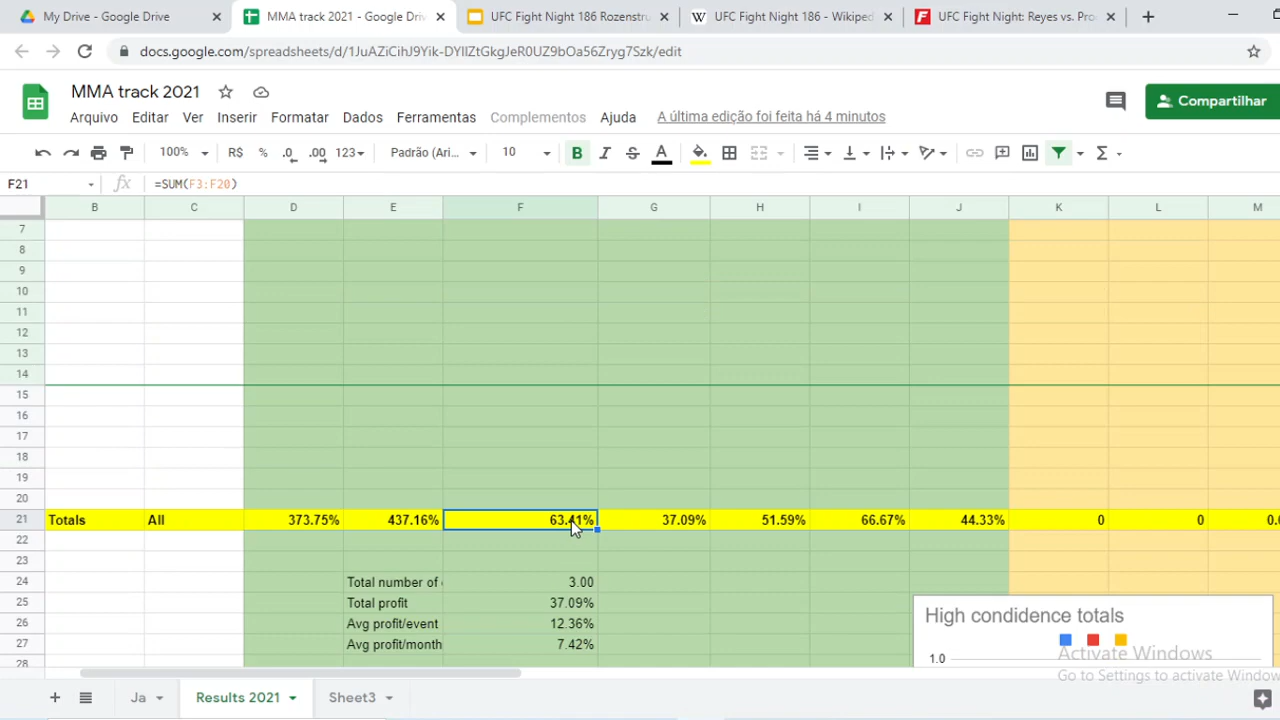 My Drive - Google Drive
MMA track 2021 - Google Driv
UFC Fight Night 186 Rozenstru
UFC Fight Night 186 - Wikiped
UFC Fight Night: Reyes vs. Pro
docs.google.com/spreadsheets/d/1JuAZiCihJ9Yik-DYlIZtGkgJeR0UZ9bOa56Zryg7Szk/edit
MMA track 2021
Compartilhar
Arquivo Editar Ver Inserir Formatar Dados Ferramentas Complementos Ajuda A última edição foi feita há 4 minutos
100% R$ % .0 .00 123 Padrão (Ari... 10 B I S A Σ
F21 fx =SUM(F3:F20)
B C D E F G H I J K L M
7
8
9
10
11
12
13
14
15
16
17
18
19
20
21 Totals All 373.75% 437.16% 63.41% 37.09% 51.59% 66.67% 44.33% 0 0 0.0
22
23
24 Total number of 3.00
25 Total profit 37.09%
26 Avg profit/event 12.36%
27 Avg profit/month 7.42%
28
High condidence totals
1.0
Activate Windows
Go to Settings to activate Window
Ja Results 2021 Sheet3